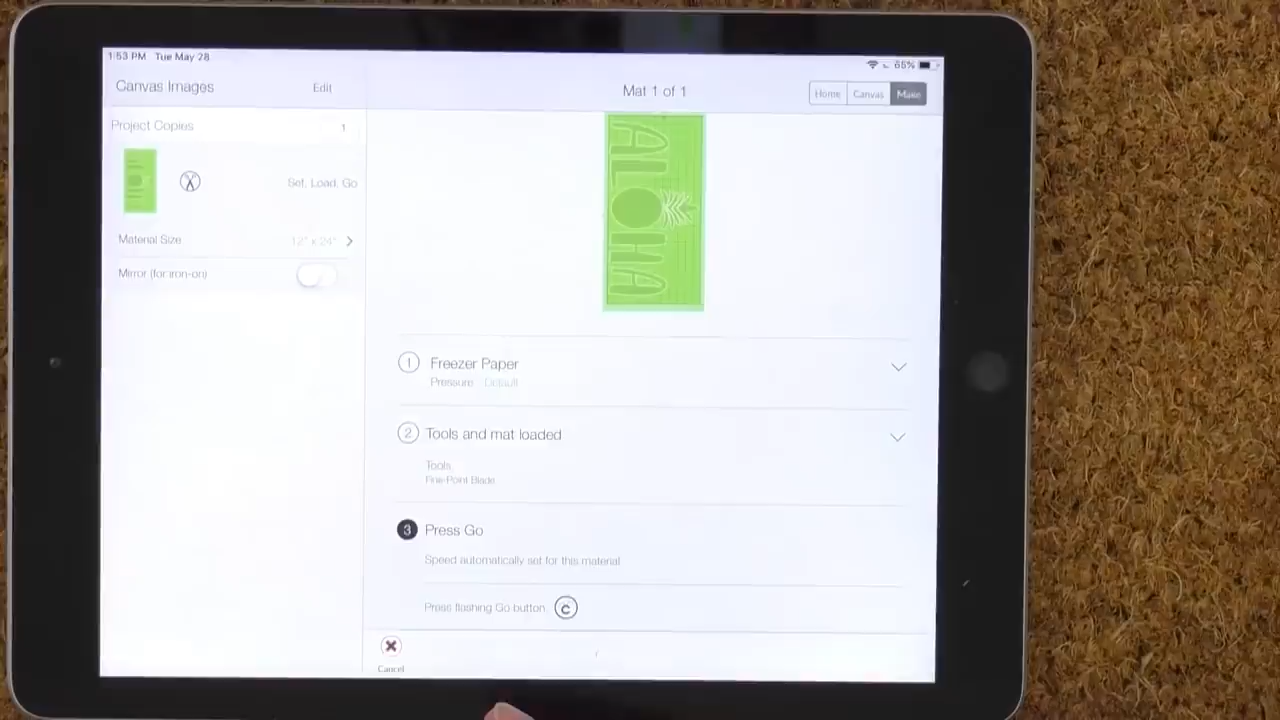 1:53 PM Tue May 28
65%
Canvas Images
Edit
Mat 1 of 1
Home
Canvas
Make
Project Copies
1
ALOHA
Set, Load, Go
Material Size
12" x 24"
Mirror (for iron-on)
1 Freezer Paper
Pressure Default
2 Tools and mat loaded
Tools
Fine-Point Blade
3 Press Go
Speed automatically set for this material
Press flashing Go button C
Cancel